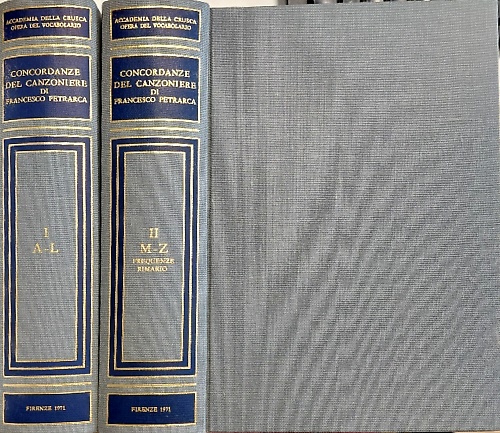 ACCADEMIA DELLA CRUSCA
OPERA DEL VOCABOLARIO
CONCORDANZE
DEL CANZONIERE
DI
FRANCESCO PETRARCA
I
A-L
FIRENZE 1971
ACCADEMIA DELLA CRUSCA
OPERA DEL VOCABOLARIO
CONCORDANZE
DEL CANZONIERE
DI
FRANCESCO PETRARCA
II
M-Z
FREQUENZE
RIMARIO
FIRENZE 1971